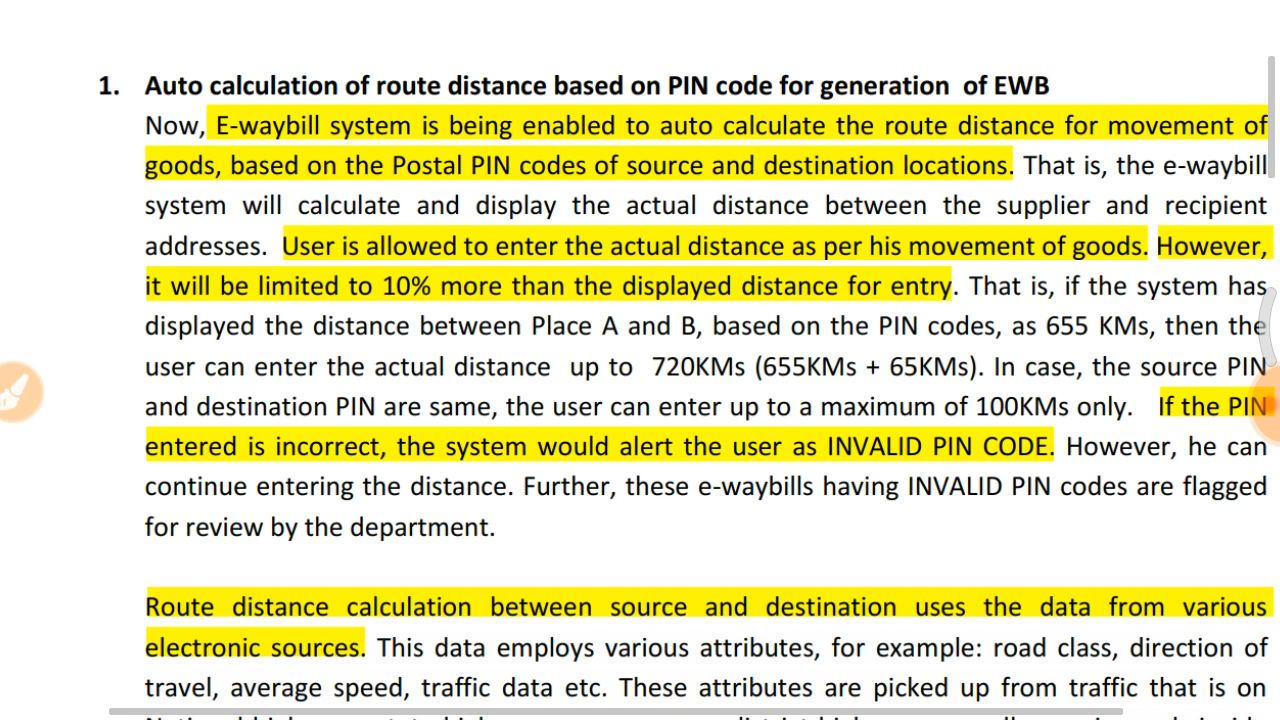 1. Auto calculation of route distance based on PIN code for generation of EWB
Now, E-waybill system is being enabled to auto calculate the route distance for movement of
goods, based on the Postal PIN codes of source and destination locations. That is, the e-waybill
system will calculate and display the actual distance between the supplier and recipient
addresses. User is allowed to enter the actual distance as per his movement of goods. However,
it will be limited to 10% more than the displayed distance for entry. That is, if the system has
displayed the distance between Place A and B, based on the PIN codes, as 655 KMs, then the
user can enter the actual distance up to 720KMs (655KMs + 65KMs). In case, the source PIN
and destination PIN are same, the user can enter up to a maximum of 100KMs only. If the PIN
entered is incorrect, the system would alert the user as INVALID PIN CODE. However, he can
continue entering the distance. Further, these e-waybills having INVALID PIN codes are flagged
for review by the department.
Route distance calculation between source and destination uses the data from various
electronic sources. This data employs various attributes, for example: road class, direction of
travel, average speed, traffic data etc. These attributes are picked up from traffic that is on